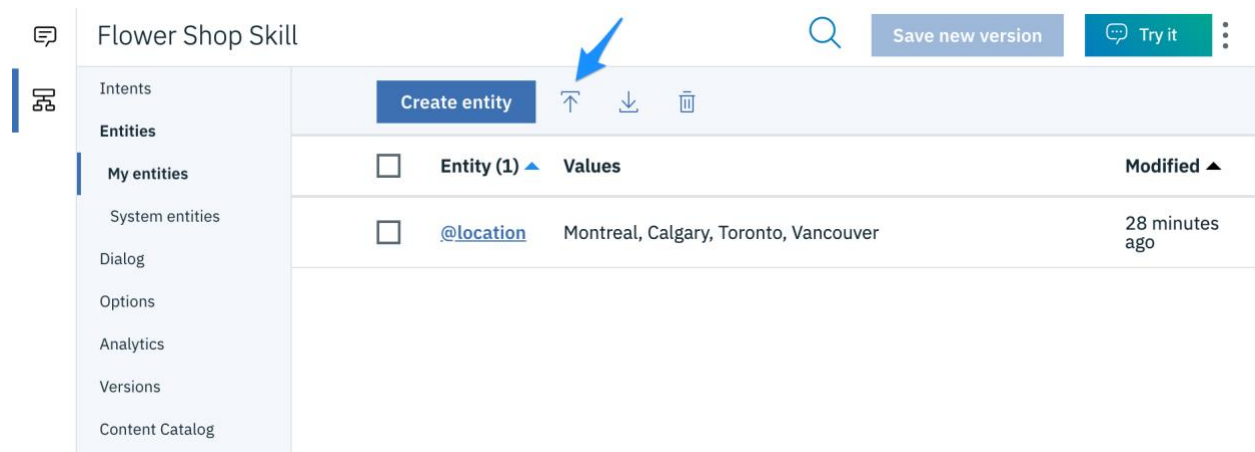 Flower Shop Skill
Save new version
Try it
Intents
Entities
My entities
System entities
Dialog
Options
Analytics
Versions
Content Catalog
Create entity
Entity (1) Values Modified
@location Montreal, Calgary, Toronto, Vancouver 28 minutes
ago